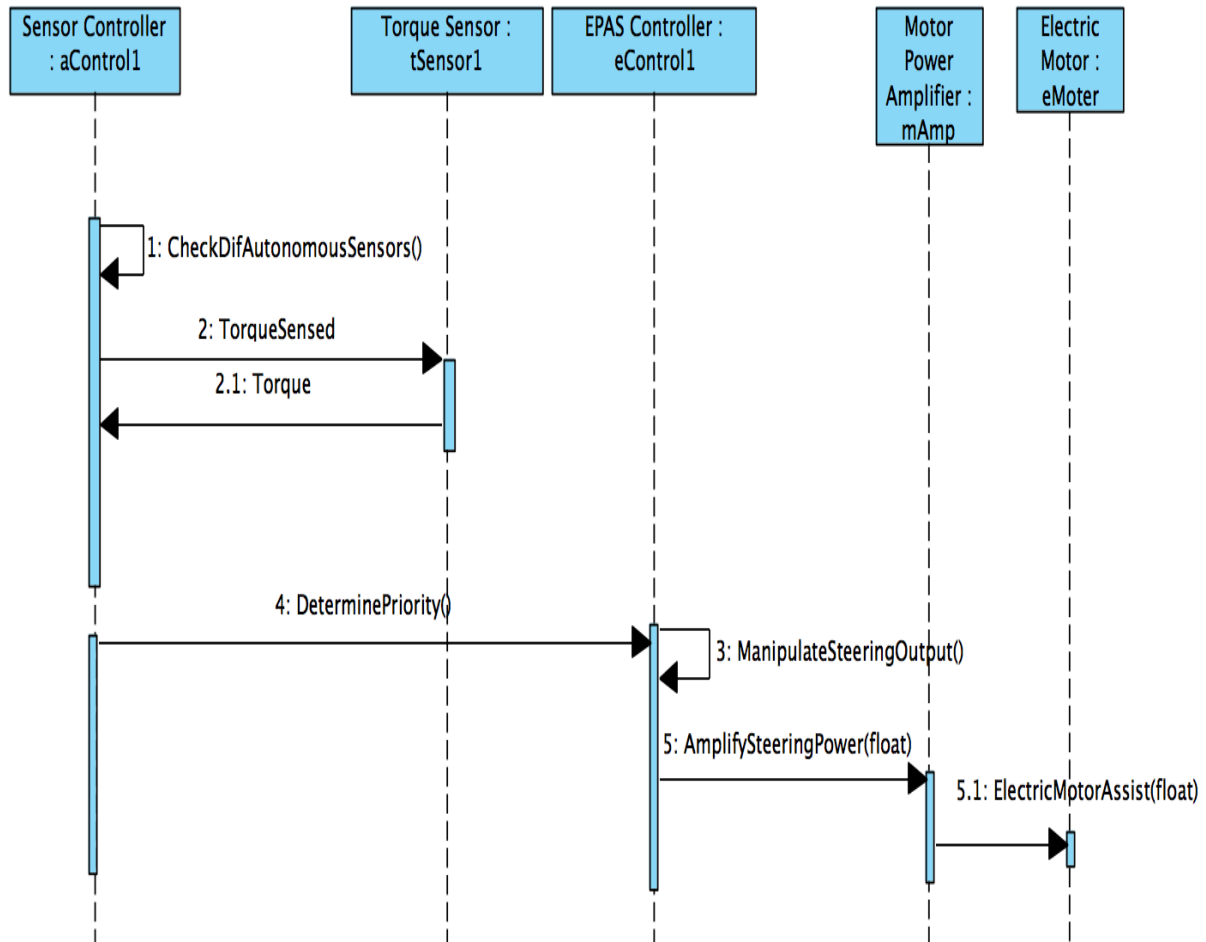 Sensor Controller
: aControl1
Torque Sensor :
tSensor1
EPAS Controller :
eControl1
Motor
Power
Amplifier :
mAmp
Electric
Motor :
eMoter
1: CheckDifAutonomousSensors()
2: TorqueSensed
2.1: Torque
4: DeterminePriority()
3: ManipulateSteeringOutput()
5: AmplifySteeringPower(float)
5.1: ElectricMotorAssist(float)